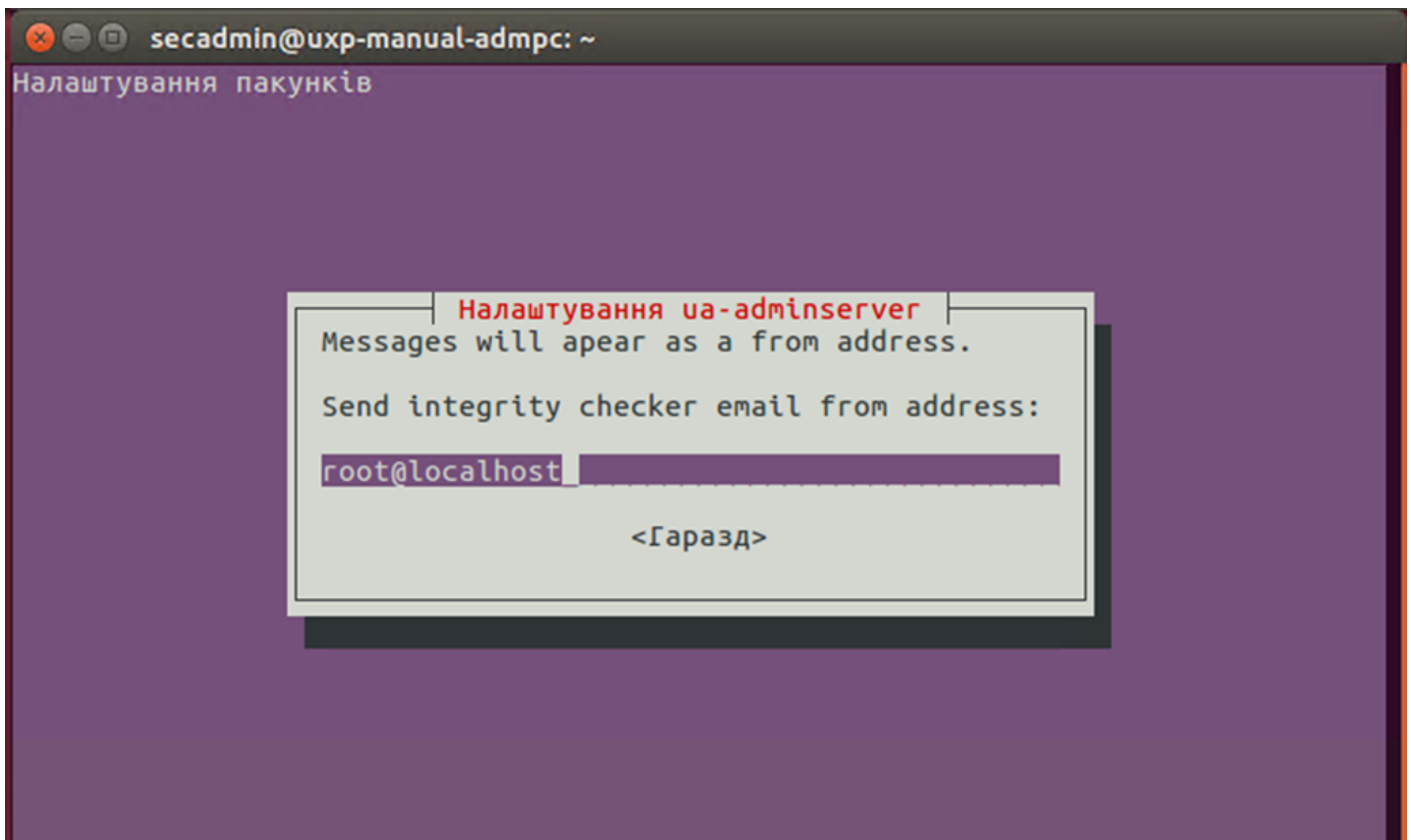 secadmin@uxp-manual-admpc: ~
Налаштування пакунків
Налаштування ua-adminserver
Messages will apear as a from address.
Send integrity checker email from address:
root@localhost
<Гаразд>